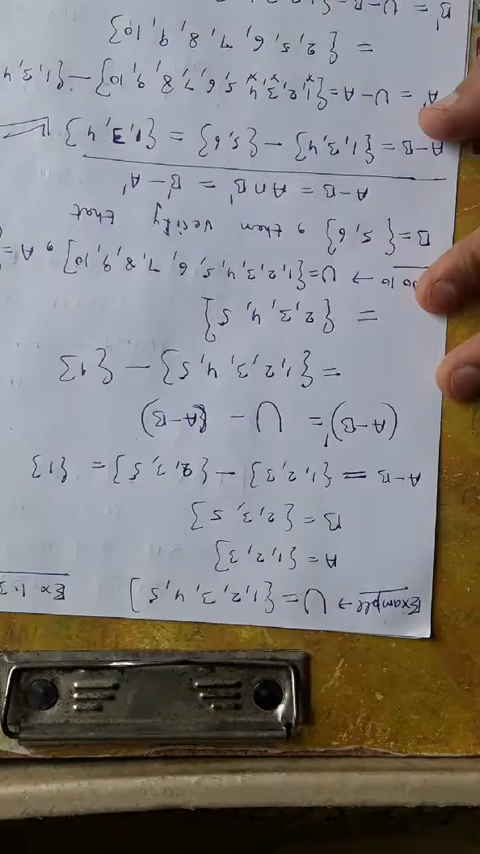 Ex 1.3
Example → U = {1, 2, 3, 4, 5}
A = {1, 2, 3}
B = {2, 3, 5}
A-B = {1, 2, 3} - {2, 3, 5} = {1}
(A-B)' = U - (A-B)
= {1, 2, 3, 4, 5} - {1}
= {2, 3, 4, 5}
10 → U = {1, 2, 3, 4, 5, 6, 7, 8, 9, 10}, A =
B = {5, 6}, then verify that
A-B = A∩B' = B'-A'
A-B = {1, 3, 4} - {5, 6} = {1, 3, 4}
A' = U-A = {1, 2, 3, 4, 5, 6, 7, 8, 9, 10} - {1, 3, 4
= {2, 5, 6, 7, 8, 9, 10}
B' = U-B = {